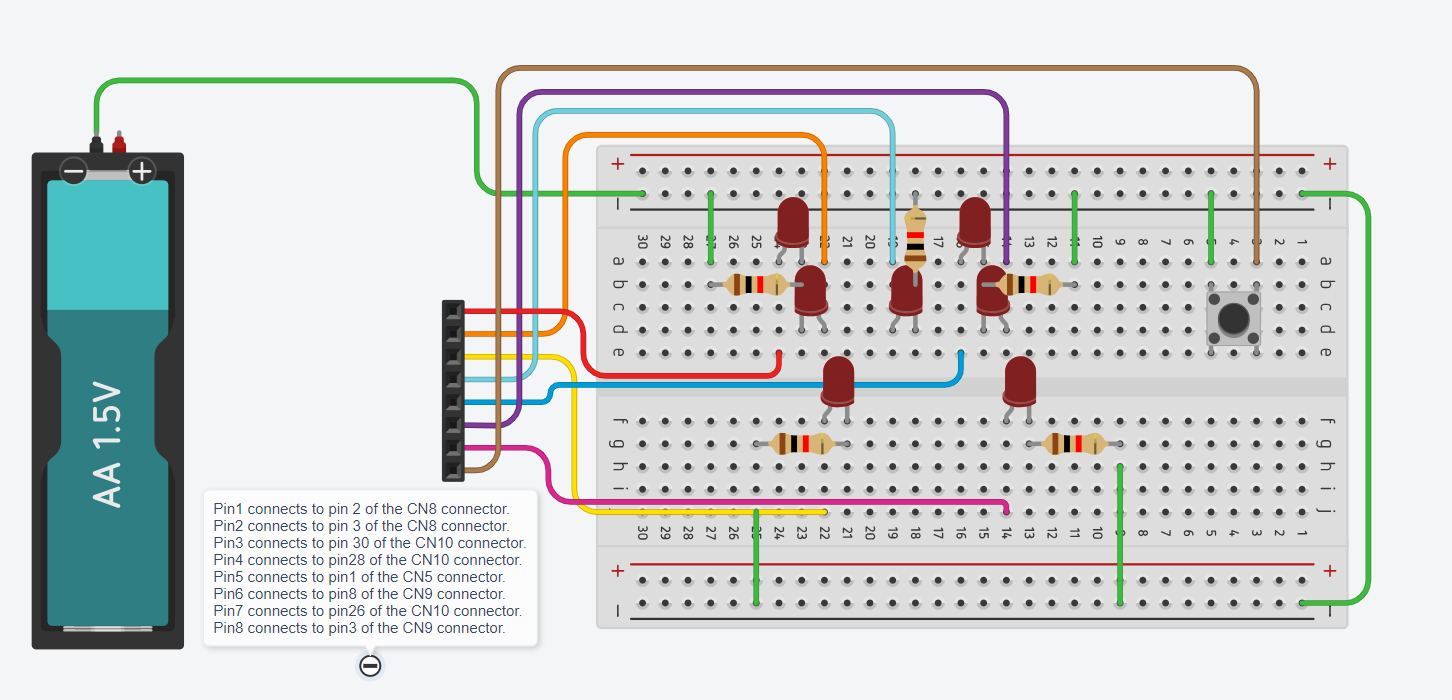 + +
− −
30 29 28 27 26 25 24 22 21 20 19 18 17 16 14 13 12 11 10 9 8 7 6 5 4 3 2 1
a a
b b
c c
d d
e e
f f
g g
h h
i i
j j
30 29 28 27 26 25 24 23 22 21 20 19 18 17 16 15 14 13 12 11 10 9 8 7 6 5 4 3 2 1
+ +
− −
− +
AA 1.5V
Pin1 connects to pin 2 of the CN8 connector.
Pin2 connects to pin 3 of the CN8 connector.
Pin3 connects to pin 30 of the CN10 connector.
Pin4 connects to pin28 of the CN10 connector.
Pin5 connects to pin1 of the CN5 connector.
Pin6 connects to pin8 of the CN9 connector.
Pin7 connects to pin26 of the CN10 connector.
Pin8 connects to pin3 of the CN9 connector.